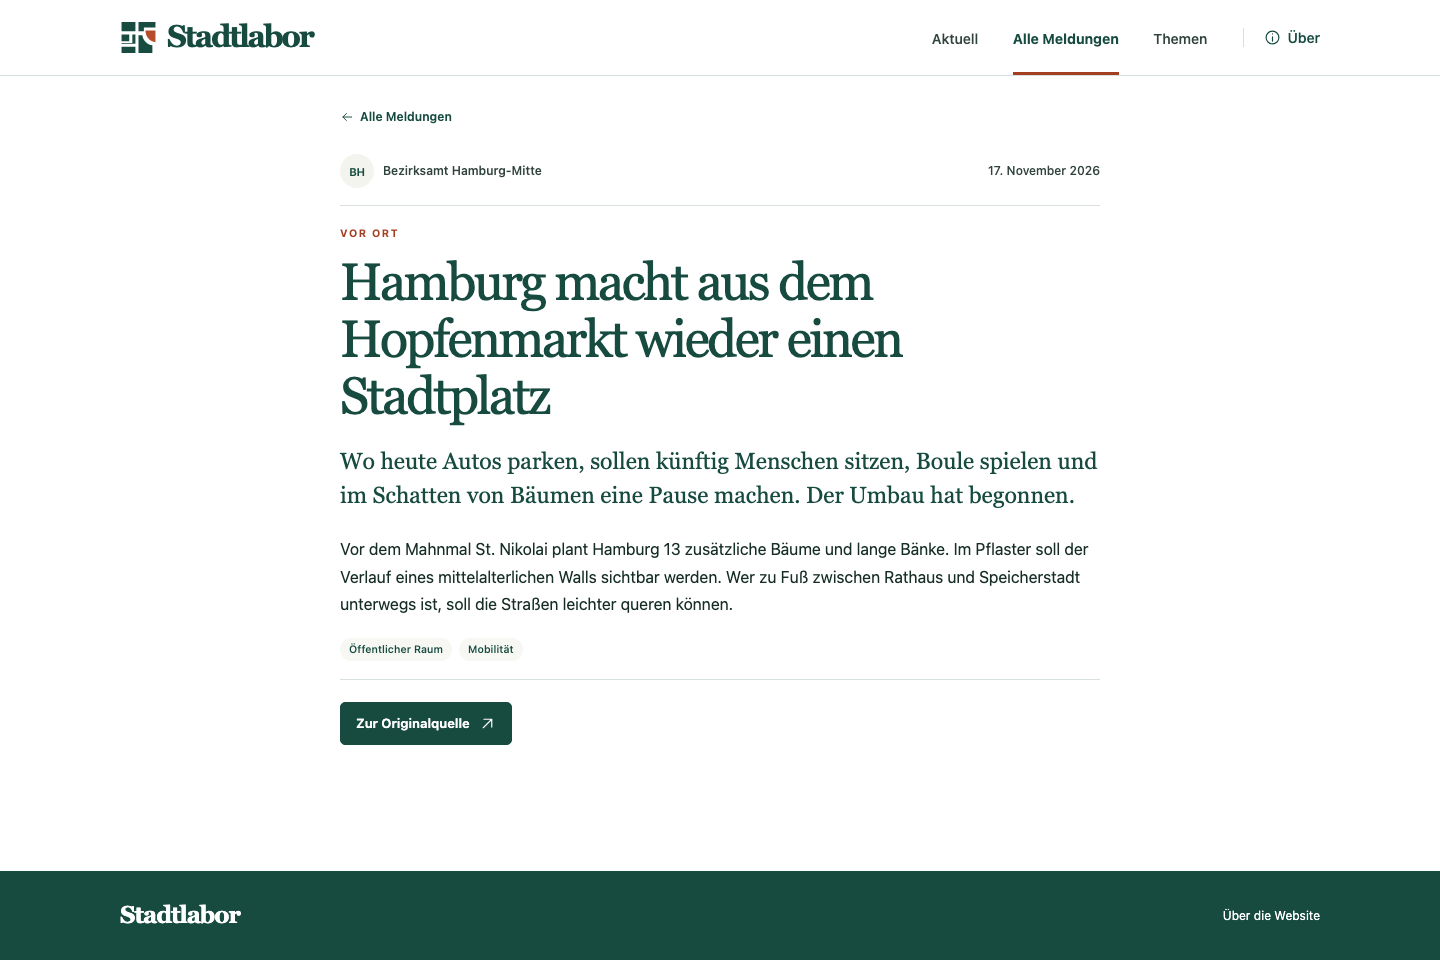 Stadtlabor
Aktuell
Alle Meldungen
Themen
Über
← Alle Meldungen
BH
Bezirksamt Hamburg-Mitte
17. November 2026
VOR ORT
Hamburg macht aus dem
Hopfenmarkt wieder einen
Stadtplatz
Wo heute Autos parken, sollen künftig Menschen sitzen, Boule spielen und
im Schatten von Bäumen eine Pause machen. Der Umbau hat begonnen.
Vor dem Mahnmal St. Nikolai plant Hamburg 13 zusätzliche Bäume und lange Bänke. Im Pflaster soll der
Verlauf eines mittelalterlichen Walls sichtbar werden. Wer zu Fuß zwischen Rathaus und Speicherstadt
unterwegs ist, soll die Straßen leichter queren können.
Öffentlicher Raum
Mobilität
Zur Originalquelle
Stadtlabor
Über die Website